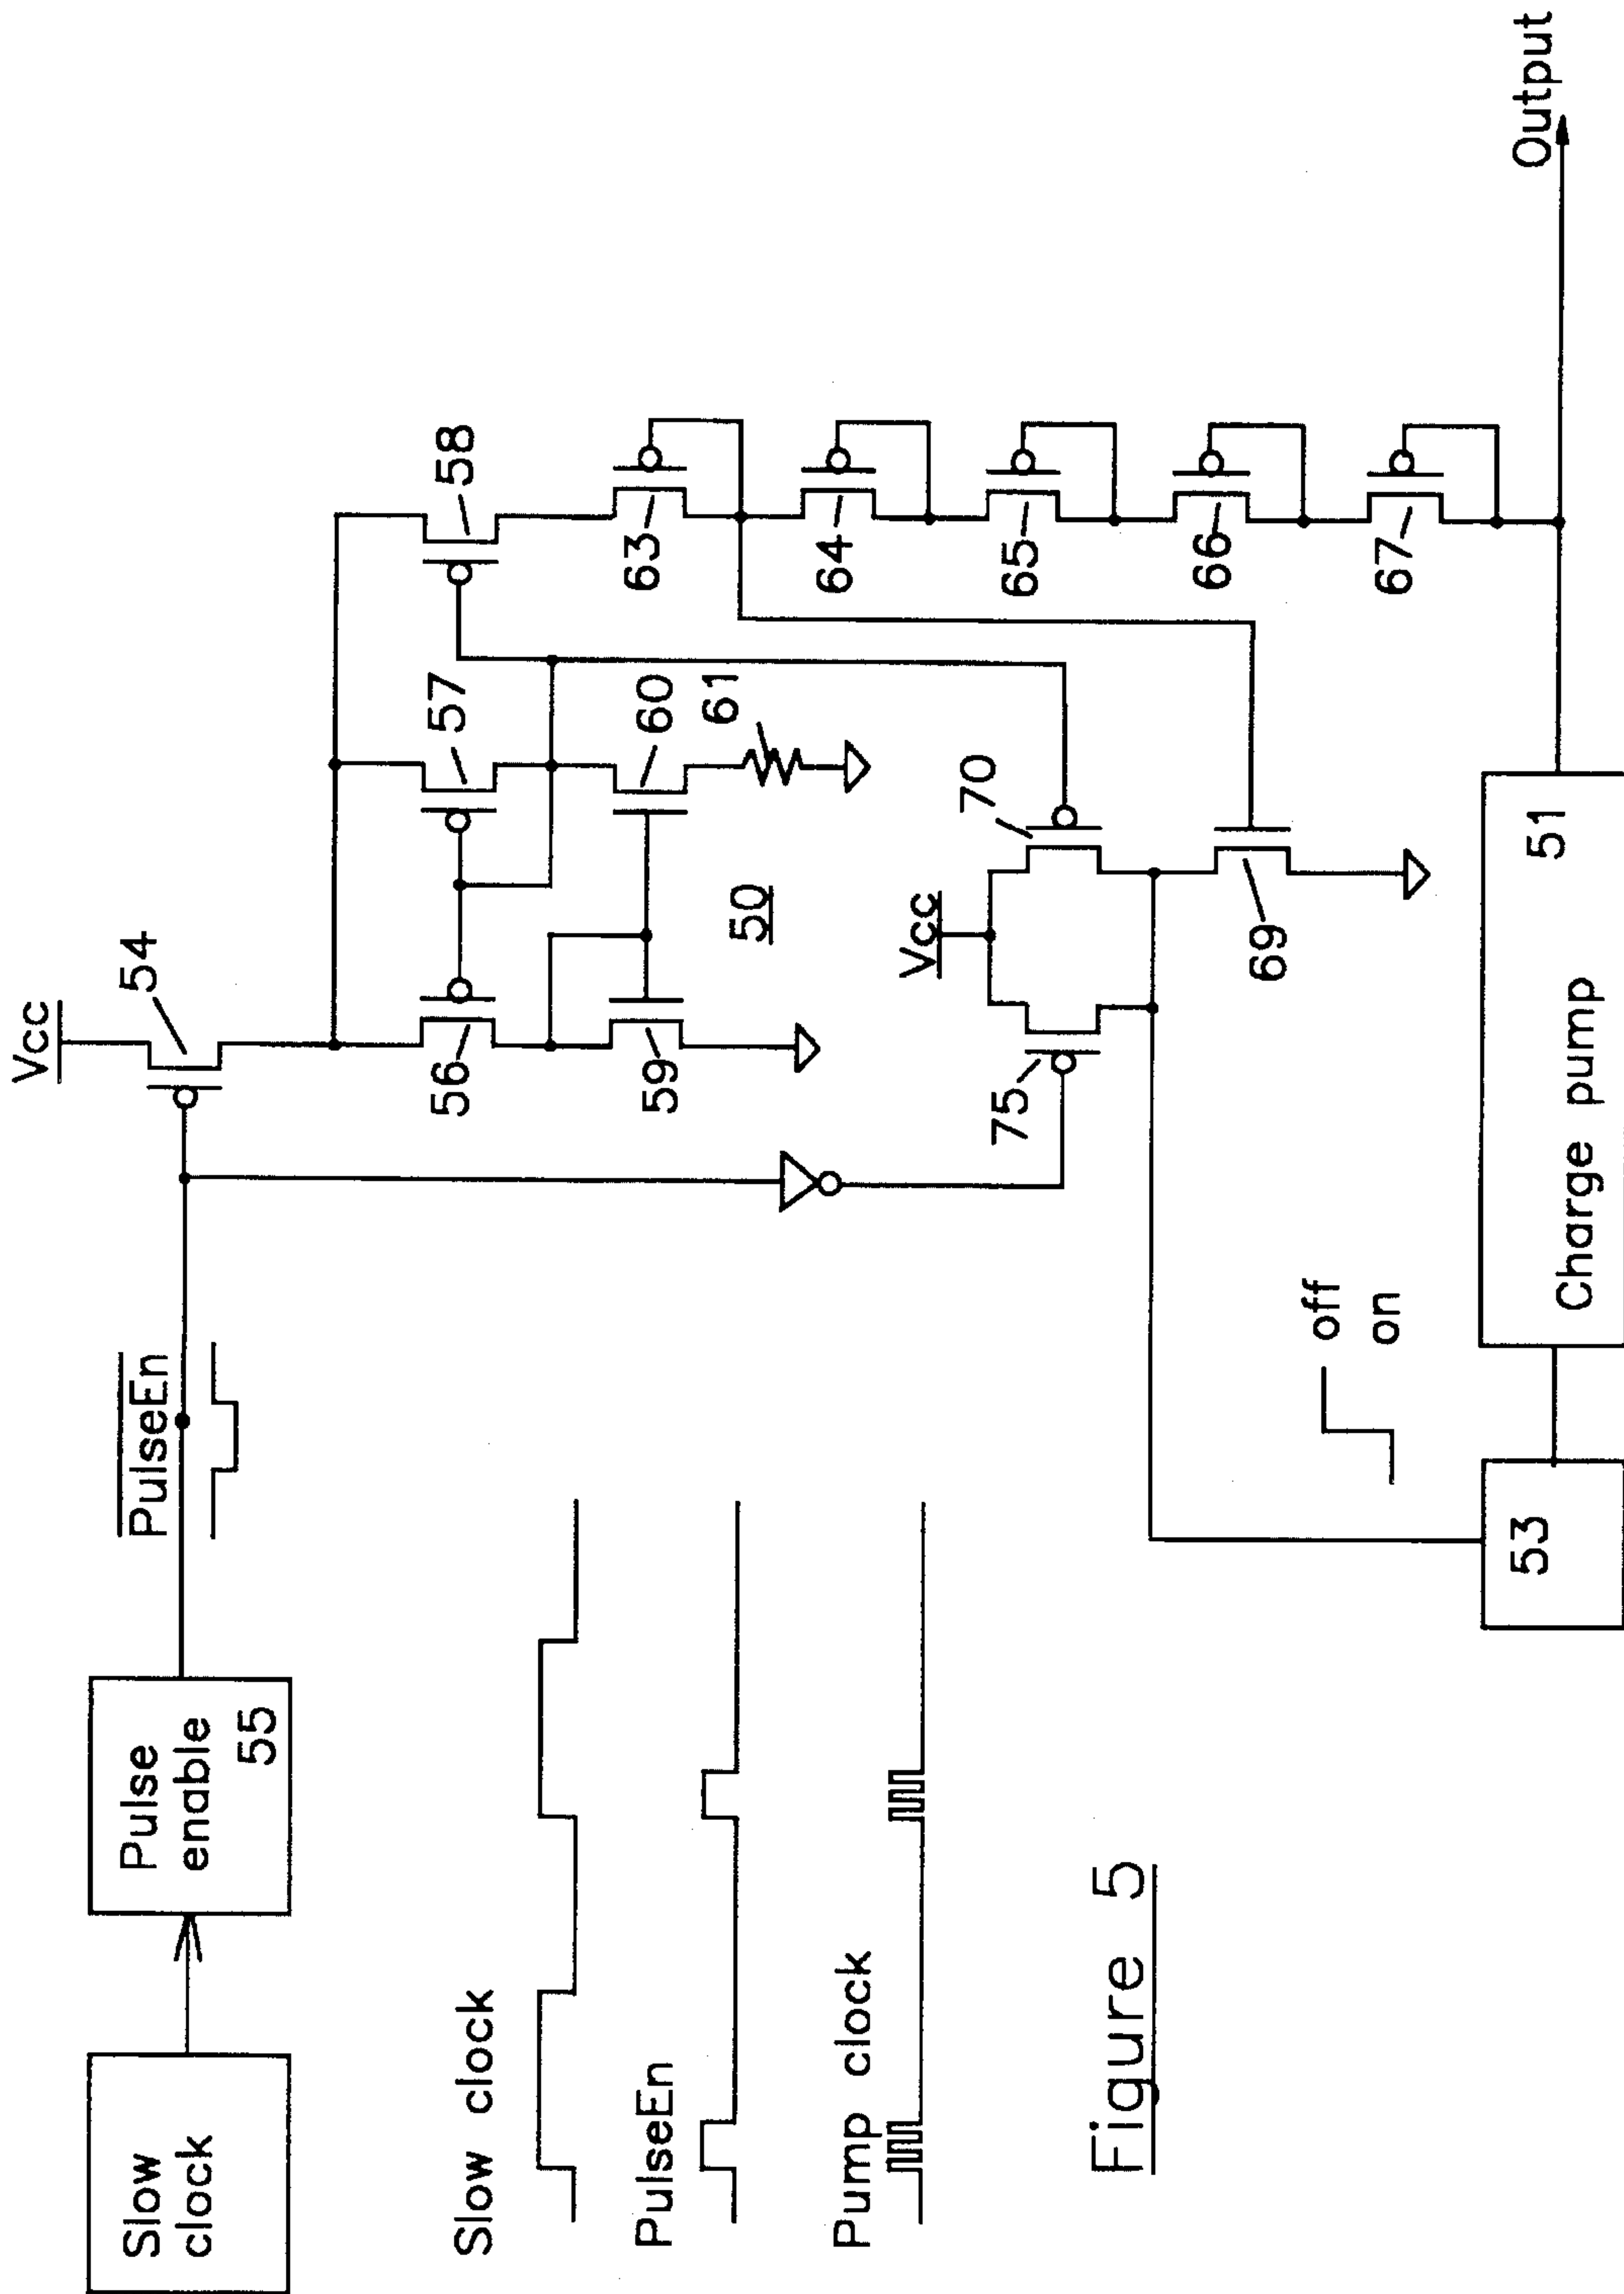 Slow
clock
Pulse
enable
55
PulseEn
Vcc
54
56
57
58
59
60
61
50
63
64
65
66
67
Vcc
75
70
69
off
on
53
51
Charge pump
Output
Slow clock
PulseEn
Pump clock
Figure 5